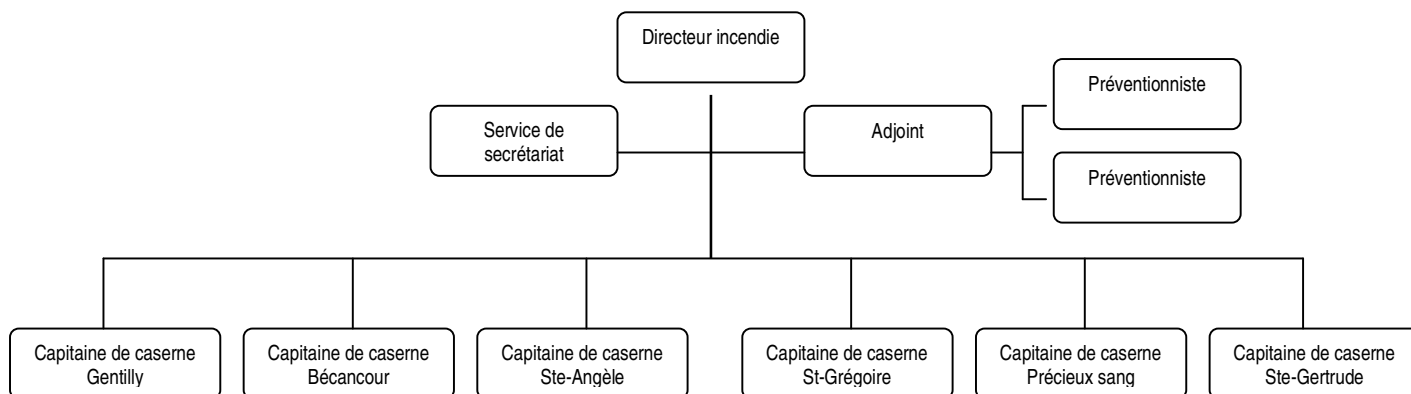 Directeur incendie
Service de
secrétariat
Adjoint
Préventionniste
Préventionniste
Capitaine de caserne
Gentilly
Capitaine de caserne
Bécancour
Capitaine de caserne
Ste-Angèle
Capitaine de caserne
St-Grégoire
Capitaine de caserne
Précieux sang
Capitaine de caserne
Ste-Gertrude